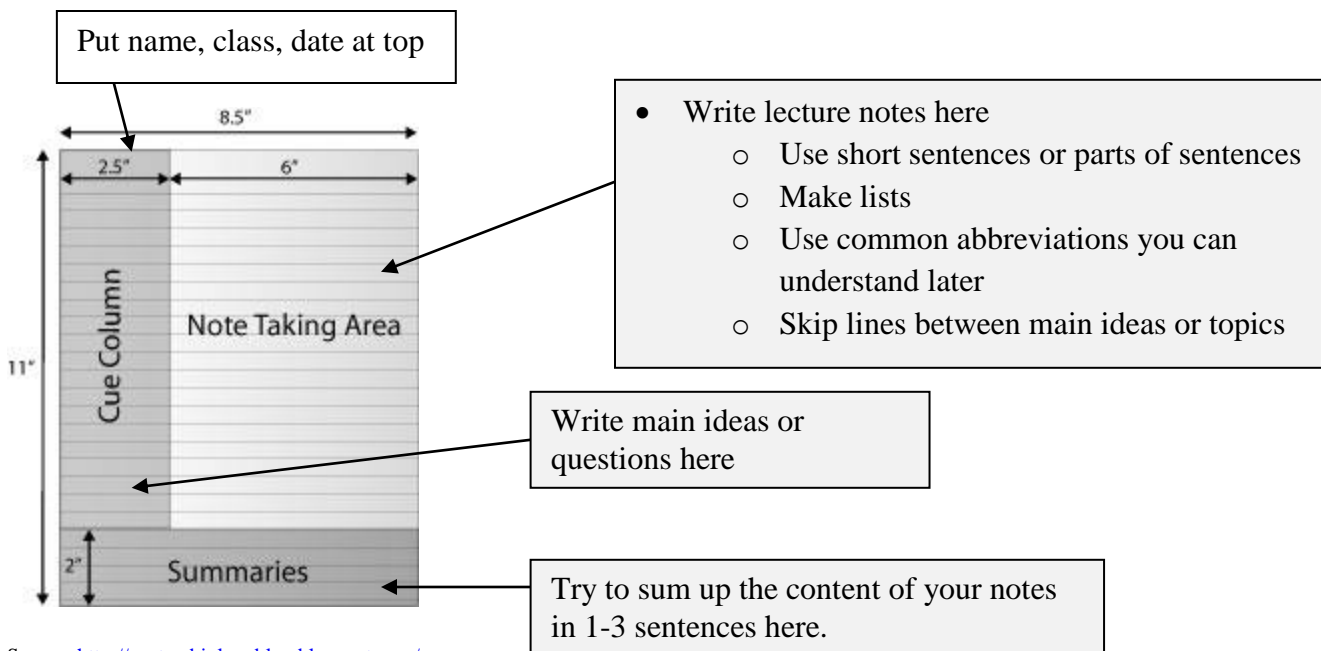 Put name, class, date at top
8.5"
2.5"
6"
• Write lecture notes here
o Use short sentences or parts of sentences
o Make lists
o Use common abbreviations you can
understand later
o Skip lines between main ideas or topics
Cue Column
Note Taking Area
11"
Write main ideas or
questions here
2"
Summaries
Try to sum up the content of your notes
in 1-3 sentences here.